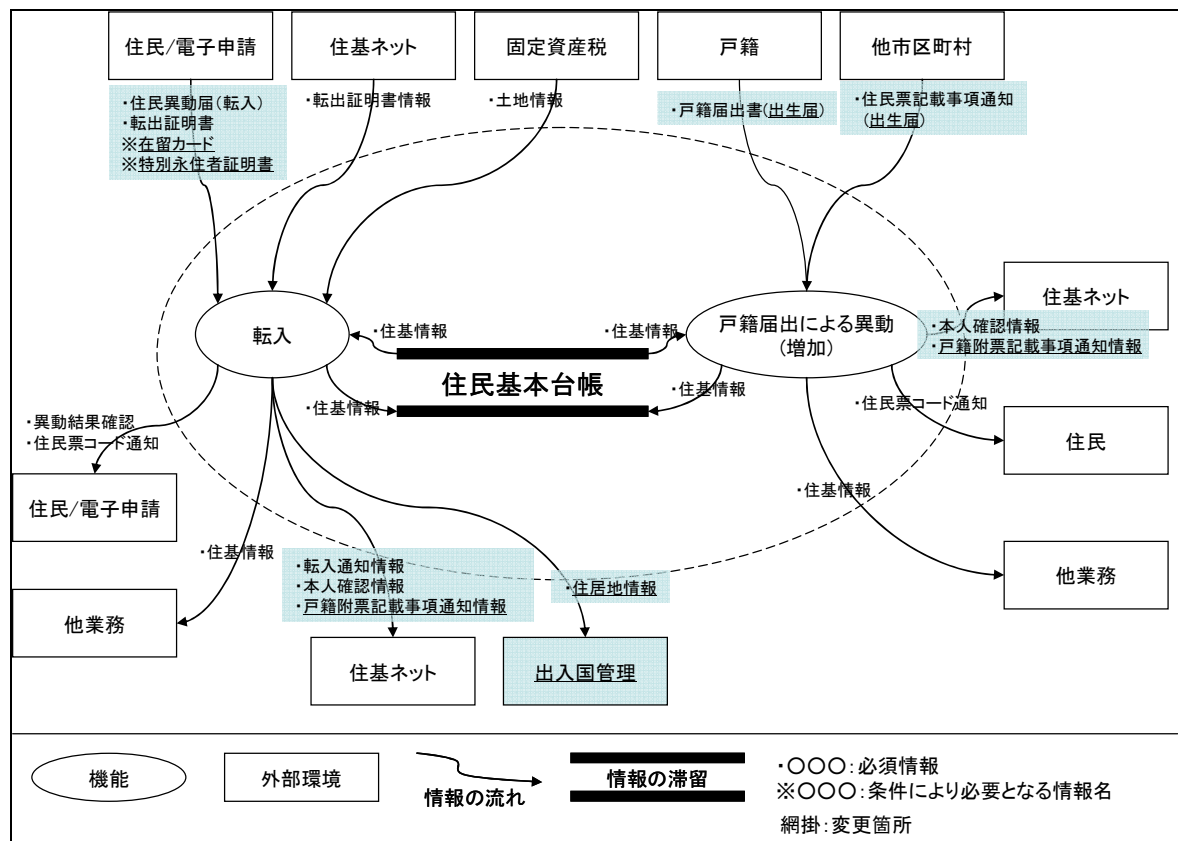 住民/電子申請
住基ネット
固定資産税
戸籍
他市区町村
・住民異動届(転入)
・転出証明書
※在留カード
※特別永住者証明書
・転出証明書情報
・土地情報
・戸籍届出書(出生届)
・住民票記載事項通知
(出生届)
転入
・住基情報
・住基情報
戸籍届出による異動
(増加)
住基ネット
・本人確認情報
・戸籍附票記載事項通知情報
住民基本台帳
・住基情報
・住基情報
・住民票コード通知
・異動結果確認
・住民票コード通知
住民
住民/電子申請
・住基情報
・住基情報
・転入通知情報
・本人確認情報
・戸籍附票記載事項通知情報
・住居地情報
他業務
他業務
住基ネット
出入国管理
機能
外部環境
情報の流れ
情報の滞留
・〇〇〇:必須情報
※〇〇〇:条件により必要となる情報名
網掛:変更箇所